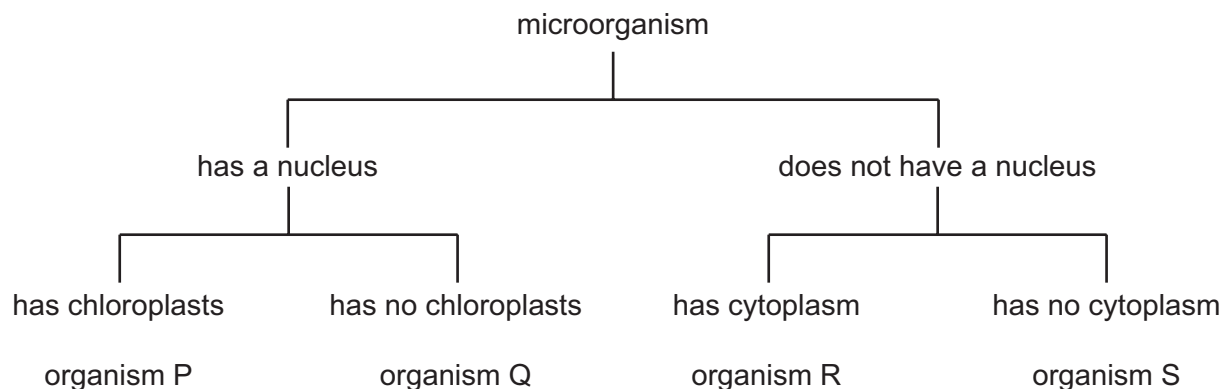 microorganism
has a nucleus
does not have a nucleus
has chloroplasts
has no chloroplasts
has cytoplasm
has no cytoplasm
organism P
organism Q
organism R
organism S